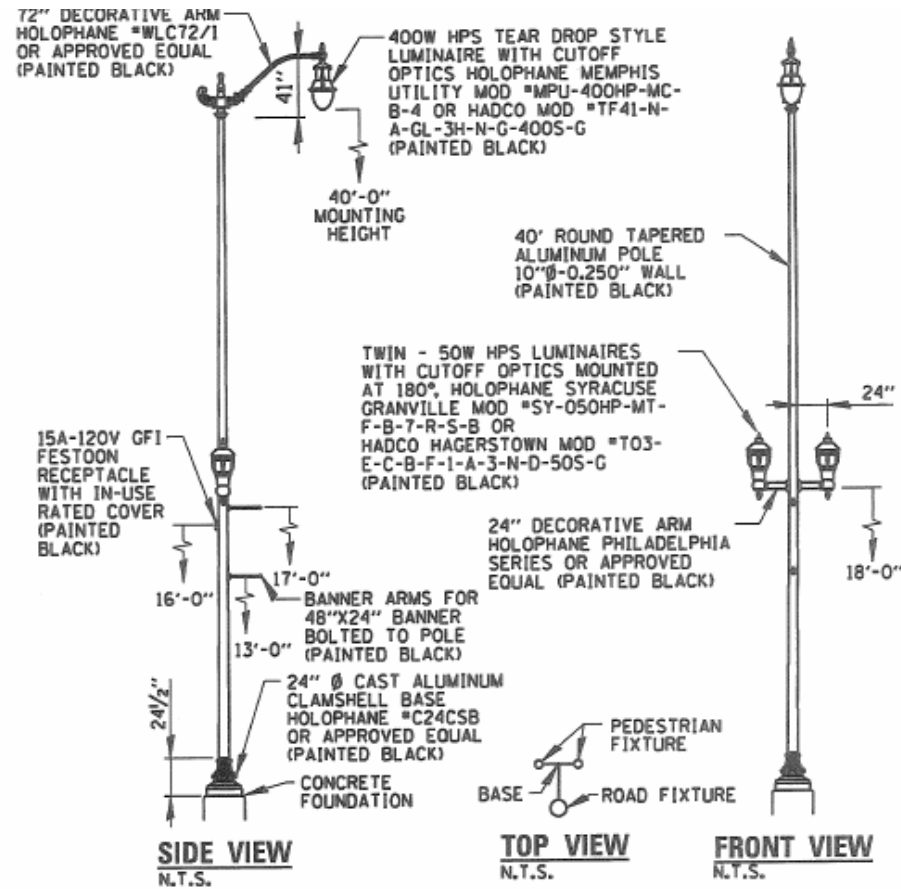 72" DECORATIVE ARM
HOLOPHANE #WLC72/1
OR APPROVED EQUAL
(PAINTED BLACK)
41"
400W HPS TEAR DROP STYLE
LUMINAIRE WITH CUTOFF
OPTICS HOLOPHANE MEMPHIS
UTILITY MOD #MPU-400HP-MC-
B-4 OR HADCO MOD #TF41-N-
A-GL-3H-N-G-400S-G
(PAINTED BLACK)
40'-0"
MOUNTING
HEIGHT
40' ROUND TAPERED
ALUMINUM POLE
10"Ø-0.250" WALL
(PAINTED BLACK)
TWIN - 50W HPS LUMINAIRES
WITH CUTOFF OPTICS MOUNTED
AT 180°, HOLOPHANE SYRACUSE
GRANVILLE MOD #SY-050HP-MT-
F-B-7-R-S-B OR
HADCO HAGERSTOWN MOD #T03-
E-C-B-F-1-A-3-N-D-50S-G
(PAINTED BLACK)
24"
15A-120V GFI
FESTOON
RECEPTACLE
WITH IN-USE
RATED COVER
(PAINTED
BLACK)
24" DECORATIVE ARM
HOLOPHANE PHILADELPHIA
SERIES OR APPROVED
EQUAL (PAINTED BLACK)
18'-0"
16'-0"
17'-0"
13'-0"
BANNER ARMS FOR
48"X24" BANNER
BOLTED TO POLE
(PAINTED BLACK)
24½"
24" Ø CAST ALUMINUM
CLAMSHELL BASE
HOLOPHANE #C24CSB
OR APPROVED EQUAL
(PAINTED BLACK)
CONCRETE
FOUNDATION
PEDESTRIAN
FIXTURE
BASE
ROAD FIXTURE
SIDE VIEW
N.T.S.
TOP VIEW
N.T.S.
FRONT VIEW
N.T.S.